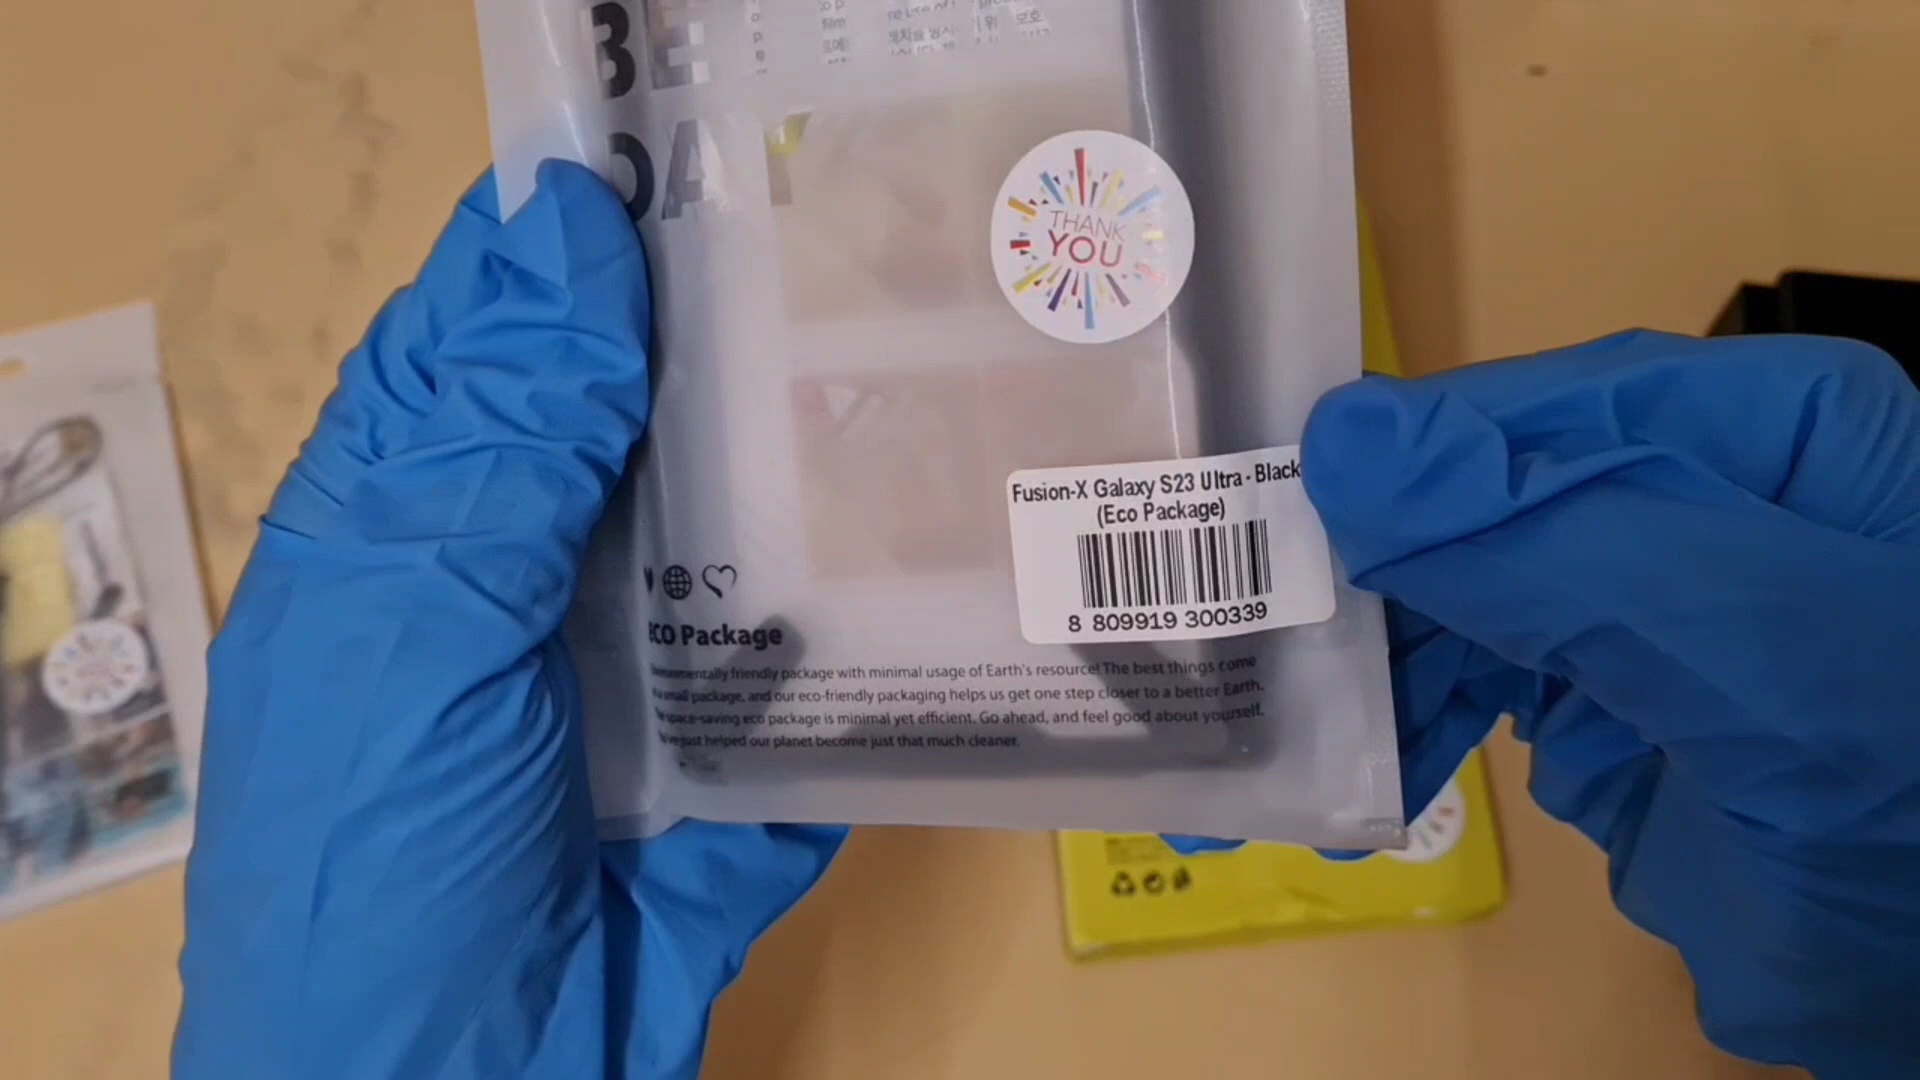 BE
DAY
film
THANK
YOU
Fusion-X Galaxy S23 Ultra - Black
(Eco Package)
8 809919 300339
ECO Package
friendly package with minimal usage of Earth's resource! The best things come
small package, and our eco-friendly packaging helps us get one step closer to a better Earth.
space-saving eco package is minimal yet efficient. Go ahead, and feel good about yourself.
just helped our planet become just that much cleaner.